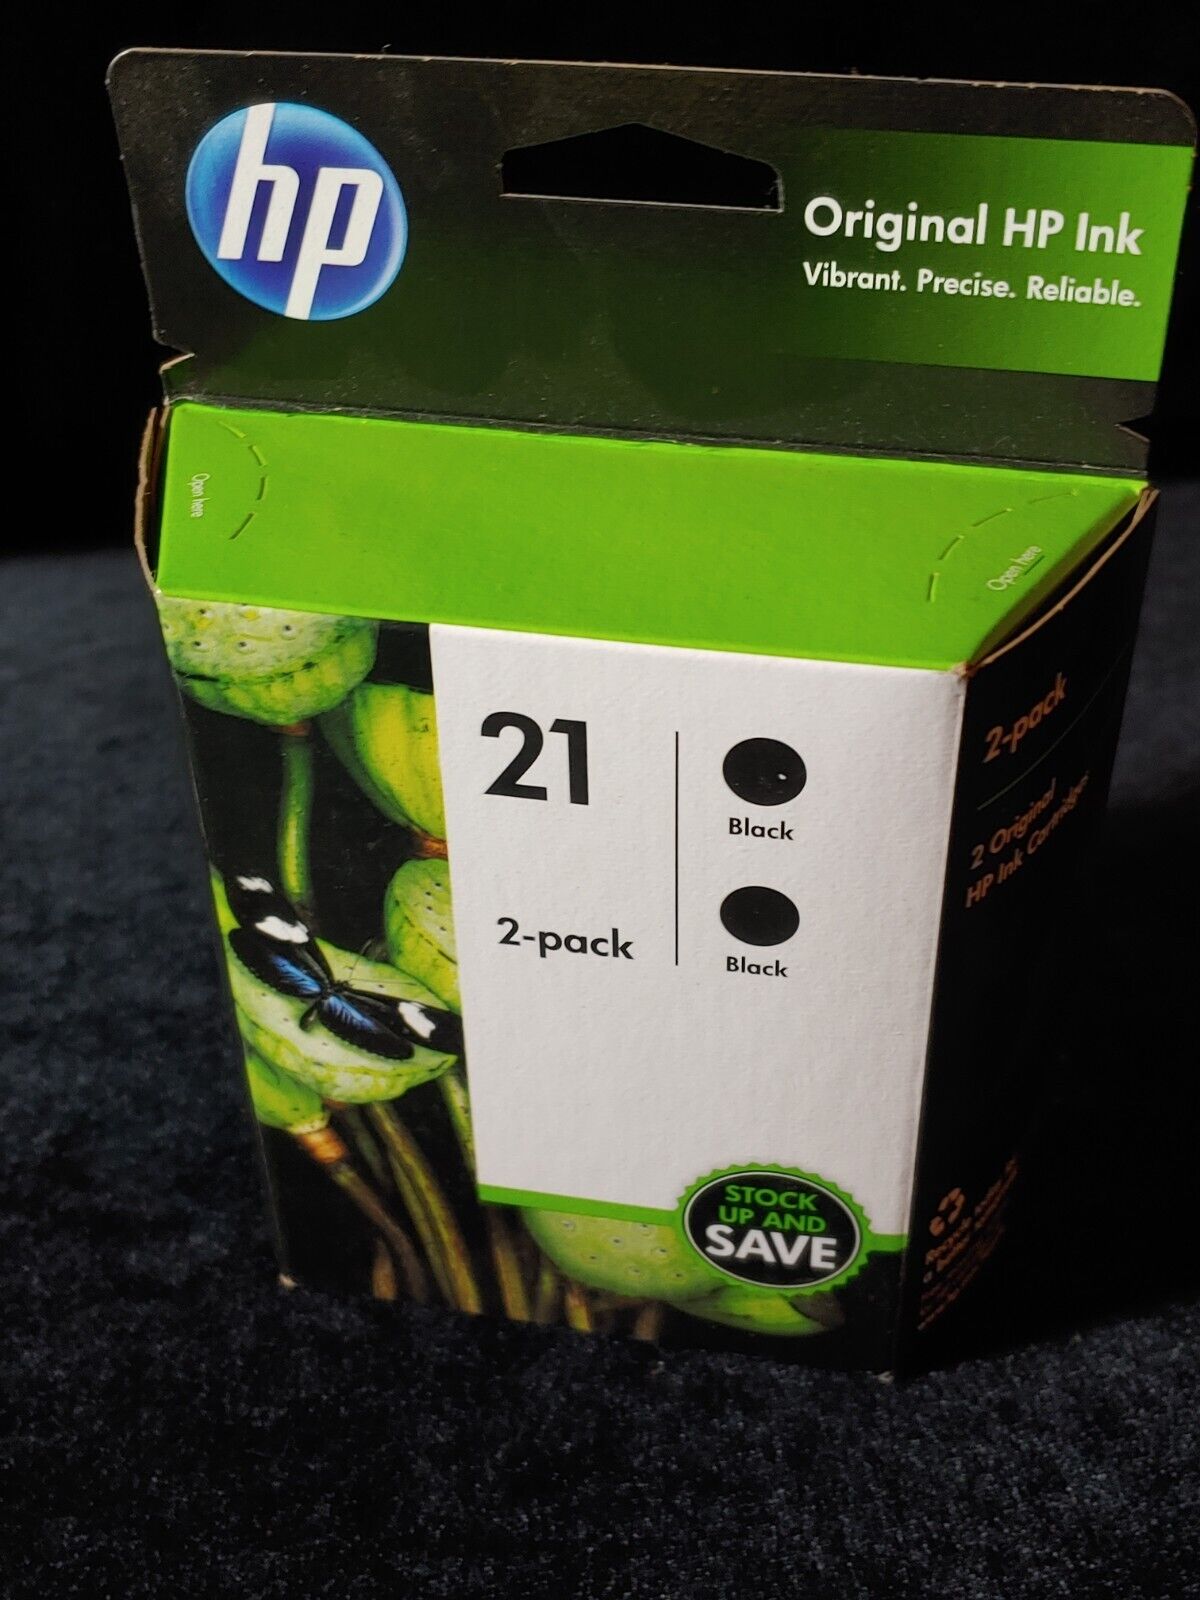 hp
Original HP Ink
Vibrant. Precise. Reliable.
Open here
Open here
21
Black
2-pack
Black
STOCK
UP AND
SAVE
2-pack
2 Original
HP Ink Cartridges